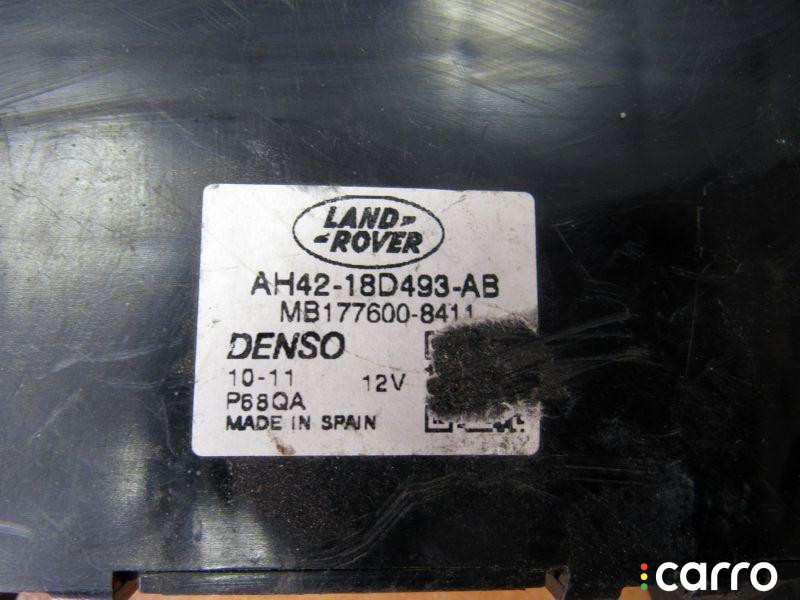 LAND-
-ROVER
AH42-18D493-AB
MB177600-8411
DENSO
10-11 12V
P68QA
MADE IN SPAIN
carro